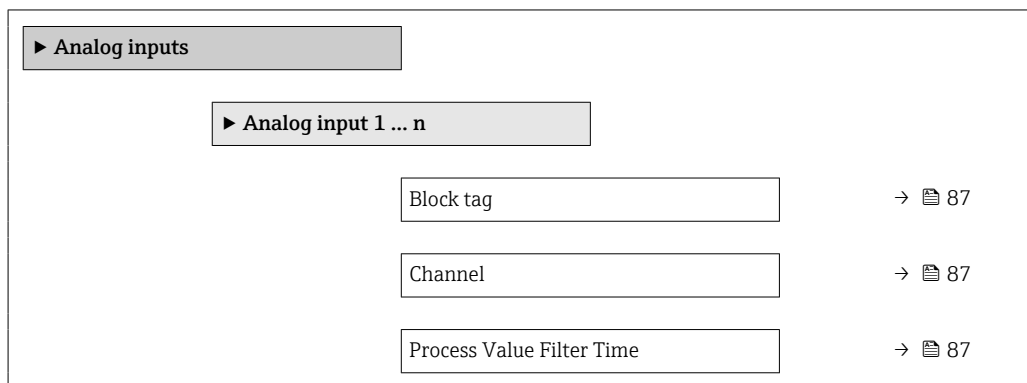 ▶ Analog inputs
▶ Analog input 1 ... n
Block tag → 87
Channel → 87
Process Value Filter Time → 87